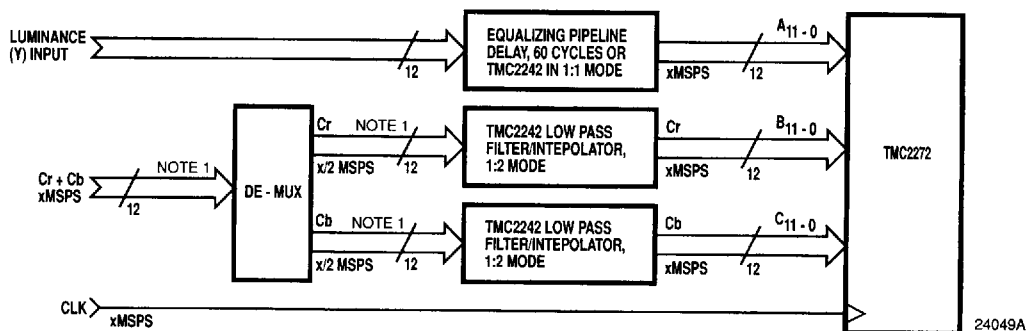 LUMINANCE
(Y) INPUT
12
EQUALIZING PIPELINE
DELAY, 60 CYCLES OR
TMC2242 IN 1:1 MODE
A11 - 0
xMSPS
12
Cr + Cb
xMSPS
NOTE 1
12
DE - MUX
Cr
NOTE 1
x/2 MSPS
12
TMC2242 LOW PASS
FILTER/INTEPOLATOR,
1:2 MODE
Cr
B11 - 0
xMSPS
12
Cb
NOTE 1
x/2 MSPS
12
TMC2242 LOW PASS
FILTER/INTEPOLATOR,
1:2 MODE
Cb
C11 - 0
xMSPS
12
TMC2272
CLK
xMSPS
24049A